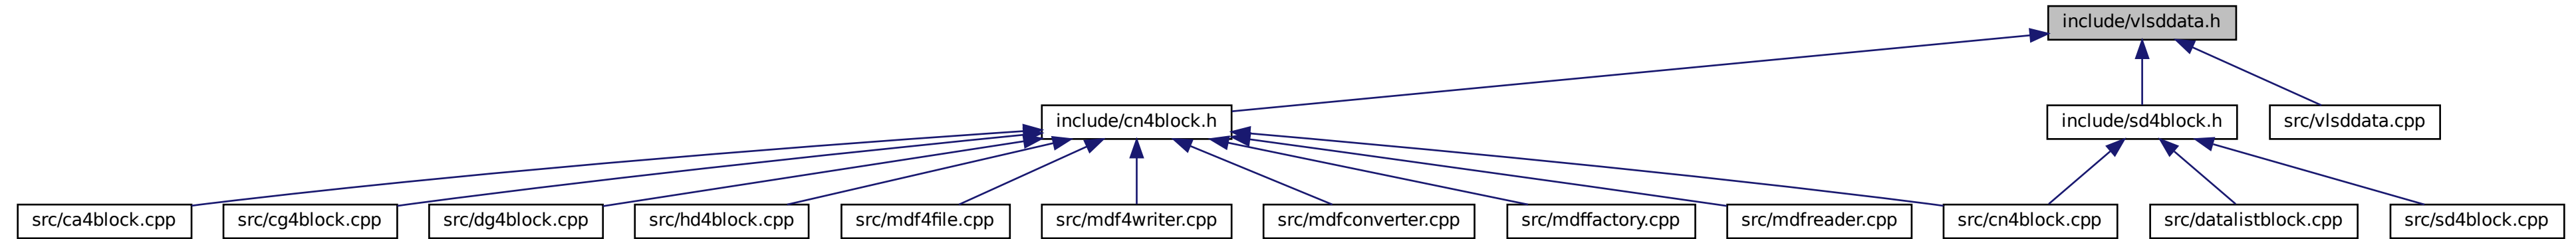 include/vlsddata.h
include/cn4block.h
include/sd4block.h
src/vlsddata.cpp
src/ca4block.cpp
src/cg4block.cpp
src/dg4block.cpp
src/hd4block.cpp
src/mdf4file.cpp
src/mdf4writer.cpp
src/mdfconverter.cpp
src/mdffactory.cpp
src/mdfreader.cpp
src/cn4block.cpp
src/datalistblock.cpp
src/sd4block.cpp